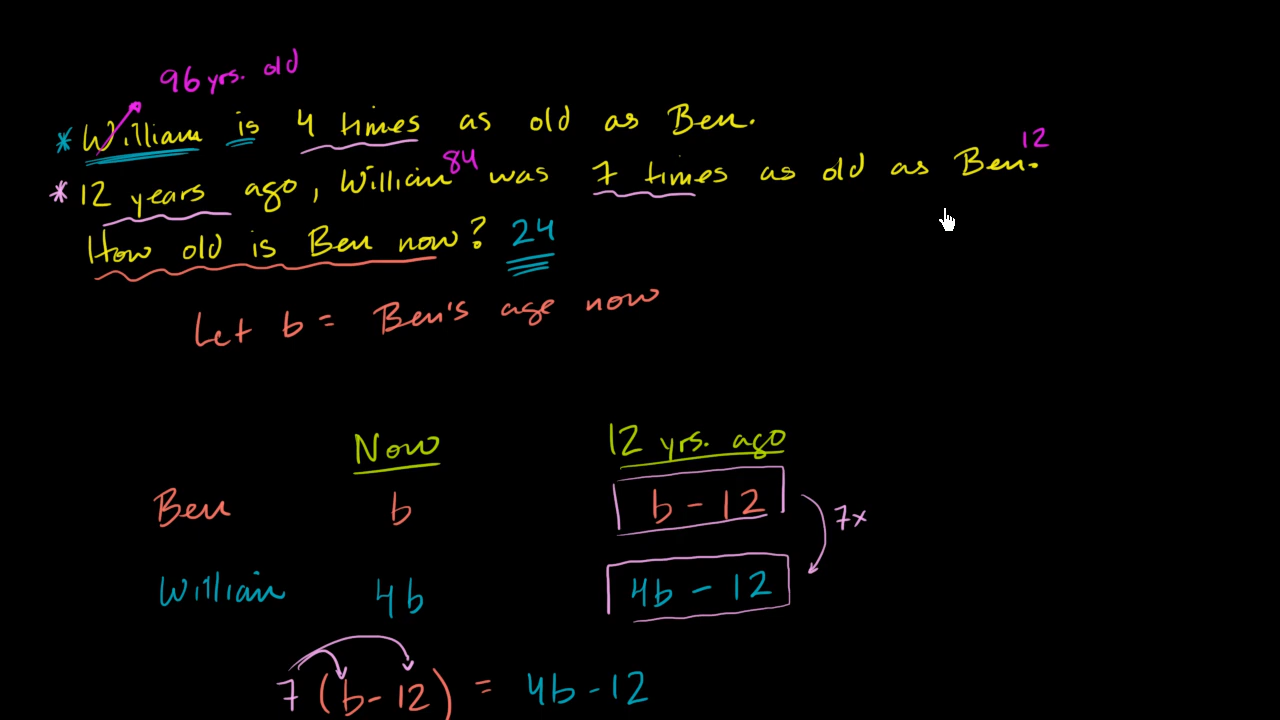 96 yrs. old
* William is 4 times as old as Ben.
84 12
* 12 years ago, William was 7 times as old as Ben.
How old is Ben now? 24
Let b = Ben's age now
Now 12 yrs. ago
Ben b b - 12
7x
William 4b 4b - 12
7 (b - 12) = 4b - 12